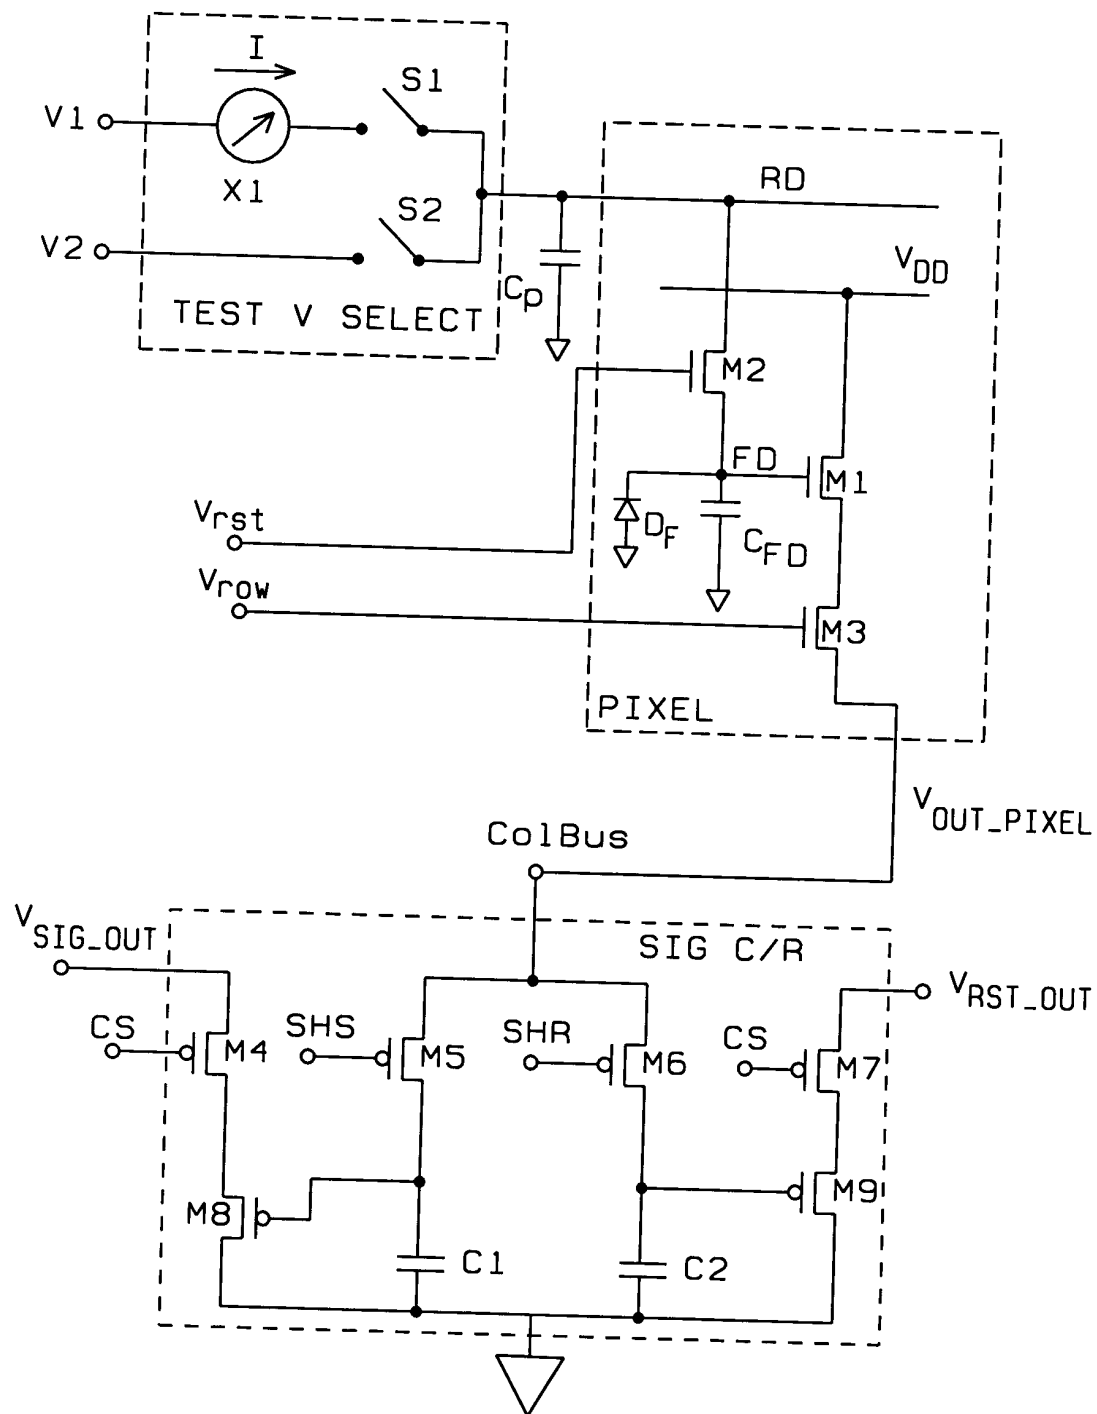 I
S1
V1
X1
RD
S2
V2
VDD
Cp
TEST V SELECT
M2
FD
M1
Vrst
DF
CFD
Vrow
M3
PIXEL
VOUT_PIXEL
ColBus
VSIG_OUT
SIG C/R
VRST_OUT
CS
SHS
SHR
CS
M4
M5
M6
M7
M8
M9
C1
C2